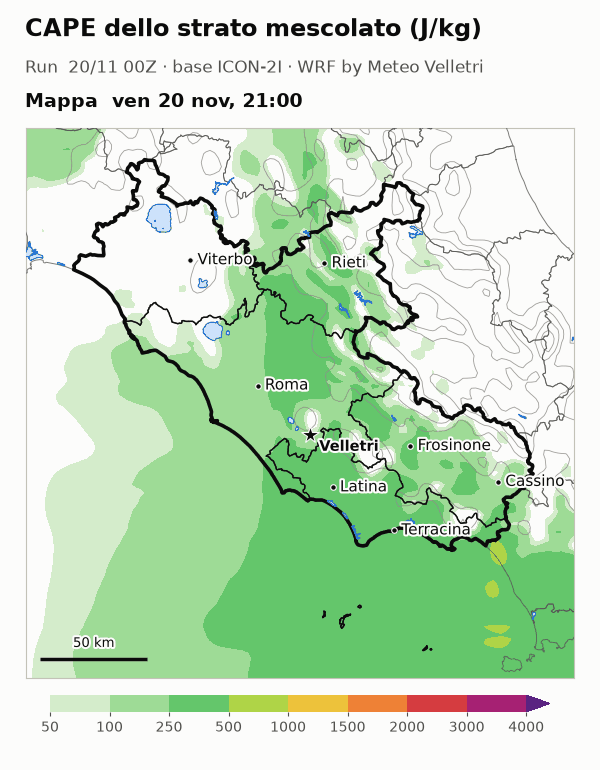 CAPE dello strato mescolato (J/kg)
Run 20/11 00Z · base ICON-2I · WRF by Meteo Velletri
Mappa ven 20 nov, 21:00
Viterbo
Rieti
Roma
Velletri
Frosinone
Cassino
Latina
Terracina
50 km
50 100 250 500 1000 1500 2000 3000 4000